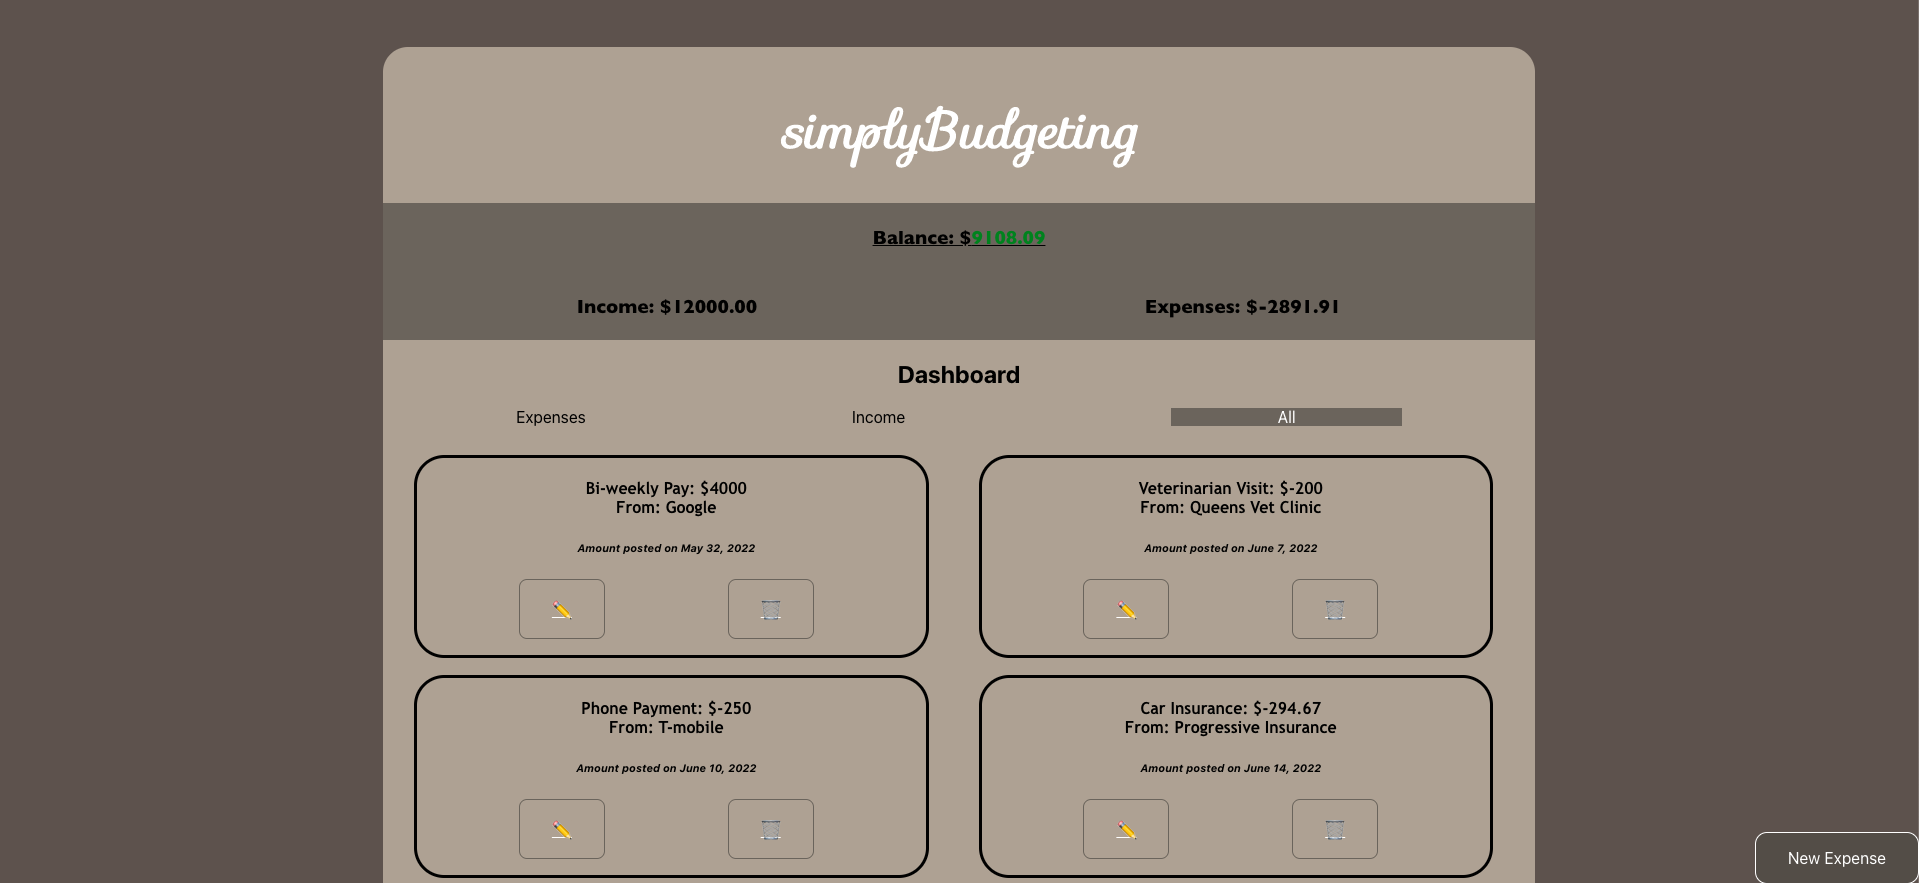 simplyBudgeting
Balance: $9108.09
Income: $12000.00
Expenses: $-2891.91
Dashboard
Expenses
Income
All
Bi-weekly Pay: $4000
From: Google
Amount posted on May 32, 2022
Veterinarian Visit: $-200
From: Queens Vet Clinic
Amount posted on June 7, 2022
Phone Payment: $-250
From: T-mobile
Amount posted on June 10, 2022
Car Insurance: $-294.67
From: Progressive Insurance
Amount posted on June 14, 2022
New Expense